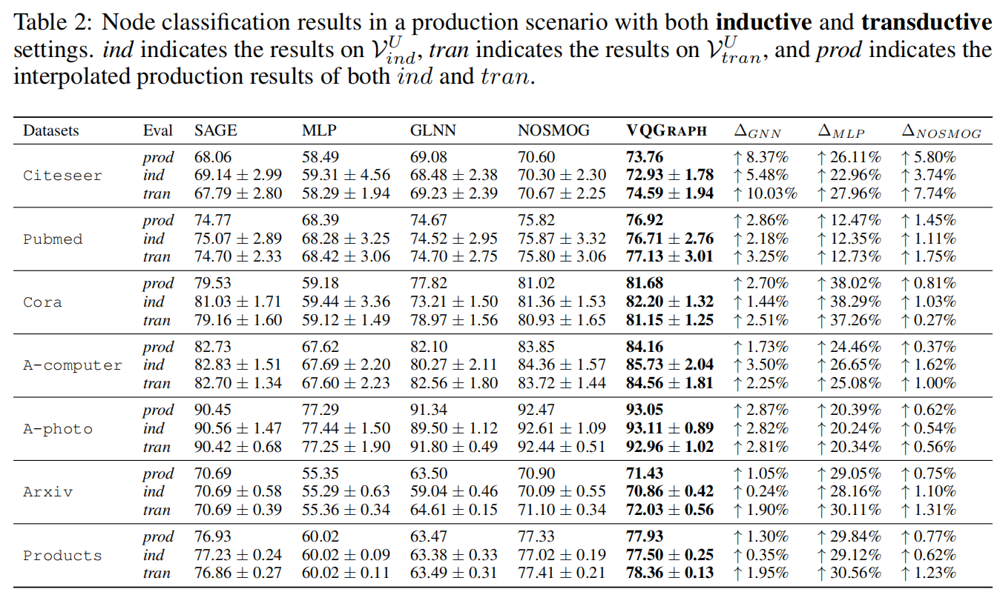 Table 2: Node classification results in a production scenario with both inductive and transductive
settings. ind indicates the results on 𝒱ᵁ_ind, tran indicates the results on 𝒱ᵁ_tran, and prod indicates the
interpolated production results of both ind and tran.
Datasets Eval SAGE MLP GLNN NOSMOG VQGRAPH Δ_GNN Δ_MLP Δ_NOSMOG
prod 68.06 58.49 69.08 70.60 73.76 ↑ 8.37% ↑ 26.11% ↑ 5.80%
Citeseer ind 69.14 ± 2.99 59.31 ± 4.56 68.48 ± 2.38 70.30 ± 2.30 72.93 ± 1.78 ↑ 5.48% ↑ 22.96% ↑ 3.74%
tran 67.79 ± 2.80 58.29 ± 1.94 69.23 ± 2.39 70.67 ± 2.25 74.59 ± 1.94 ↑ 10.03% ↑ 27.96% ↑ 7.74%
prod 74.77 68.39 74.67 75.82 76.92 ↑ 2.86% ↑ 12.47% ↑ 1.45%
Pubmed ind 75.07 ± 2.89 68.28 ± 3.25 74.52 ± 2.95 75.87 ± 3.32 76.71 ± 2.76 ↑ 2.18% ↑ 12.35% ↑ 1.11%
tran 74.70 ± 2.33 68.42 ± 3.06 74.70 ± 2.75 75.80 ± 3.06 77.13 ± 3.01 ↑ 3.25% ↑ 12.73% ↑ 1.75%
prod 79.53 59.18 77.82 81.02 81.68 ↑ 2.70% ↑ 38.02% ↑ 0.81%
Cora ind 81.03 ± 1.71 59.44 ± 3.36 73.21 ± 1.50 81.36 ± 1.53 82.20 ± 1.32 ↑ 1.44% ↑ 38.29% ↑ 1.03%
tran 79.16 ± 1.60 59.12 ± 1.49 78.97 ± 1.56 80.93 ± 1.65 81.15 ± 1.25 ↑ 2.51% ↑ 37.26% ↑ 0.27%
prod 82.73 67.62 82.10 83.85 84.16 ↑ 1.73% ↑ 24.46% ↑ 0.37%
A-computer ind 82.83 ± 1.51 67.69 ± 2.20 80.27 ± 2.11 84.36 ± 1.57 85.73 ± 2.04 ↑ 3.50% ↑ 26.65% ↑ 1.62%
tran 82.70 ± 1.34 67.60 ± 2.23 82.56 ± 1.80 83.72 ± 1.44 84.56 ± 1.81 ↑ 2.25% ↑ 25.08% ↑ 1.00%
prod 90.45 77.29 91.34 92.47 93.05 ↑ 2.87% ↑ 20.39% ↑ 0.62%
A-photo ind 90.56 ± 1.47 77.44 ± 1.50 89.50 ± 1.12 92.61 ± 1.09 93.11 ± 0.89 ↑ 2.82% ↑ 20.24% ↑ 0.54%
tran 90.42 ± 0.68 77.25 ± 1.90 91.80 ± 0.49 92.44 ± 0.51 92.96 ± 1.02 ↑ 2.81% ↑ 20.34% ↑ 0.56%
prod 70.69 55.35 63.50 70.90 71.43 ↑ 1.05% ↑ 29.05% ↑ 0.75%
Arxiv ind 70.69 ± 0.58 55.29 ± 0.63 59.04 ± 0.46 70.09 ± 0.55 70.86 ± 0.42 ↑ 0.24% ↑ 28.16% ↑ 1.10%
tran 70.69 ± 0.39 55.36 ± 0.34 64.61 ± 0.15 71.10 ± 0.34 72.03 ± 0.56 ↑ 1.90% ↑ 30.11% ↑ 1.31%
prod 76.93 60.02 63.47 77.33 77.93 ↑ 1.30% ↑ 29.84% ↑ 0.77%
Products ind 77.23 ± 0.24 60.02 ± 0.09 63.38 ± 0.33 77.02 ± 0.19 77.50 ± 0.25 ↑ 0.35% ↑ 29.12% ↑ 0.62%
tran 76.86 ± 0.27 60.02 ± 0.11 63.49 ± 0.31 77.41 ± 0.21 78.36 ± 0.13 ↑ 1.95% ↑ 30.56% ↑ 1.23%